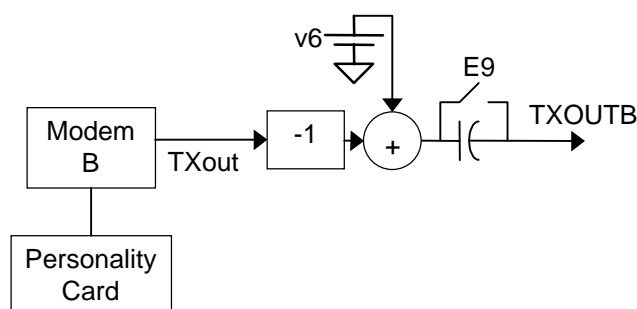 v6
E9
TXOUTB
Modem
B
TXout
-1
+
Personality
Card